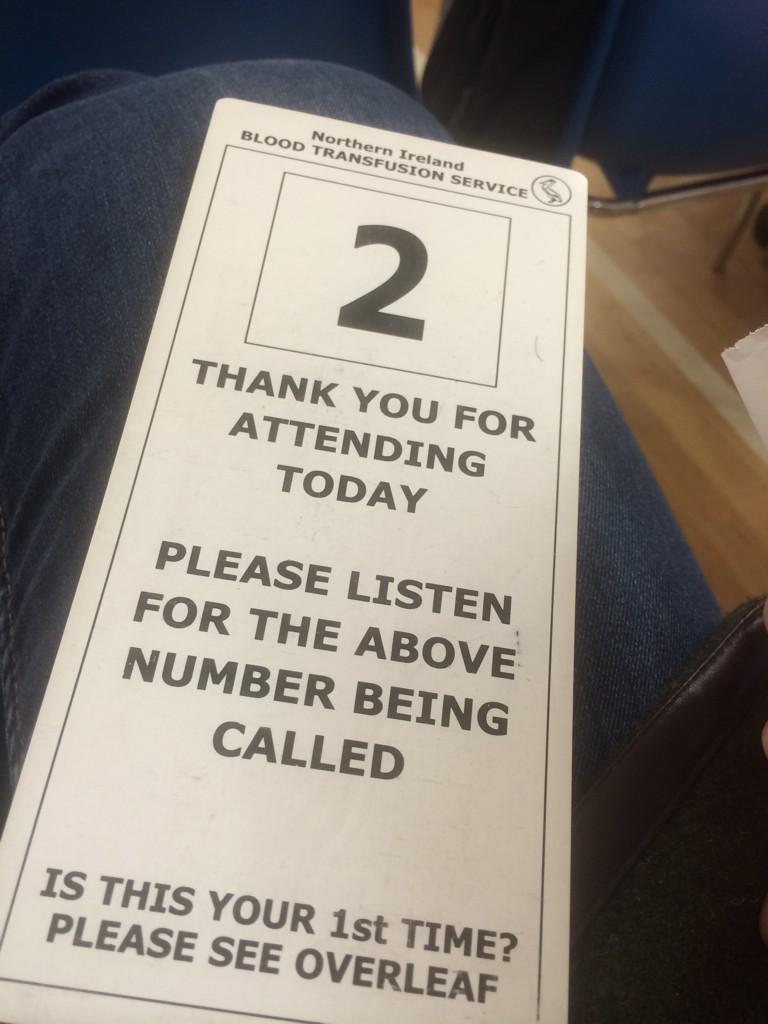 Northern Ireland
BLOOD TRANSFUSION SERVICE
2
THANK YOU FOR
ATTENDING
TODAY
PLEASE LISTEN
FOR THE ABOVE
NUMBER BEING
CALLED
IS THIS YOUR 1st TIME?
PLEASE SEE OVERLEAF